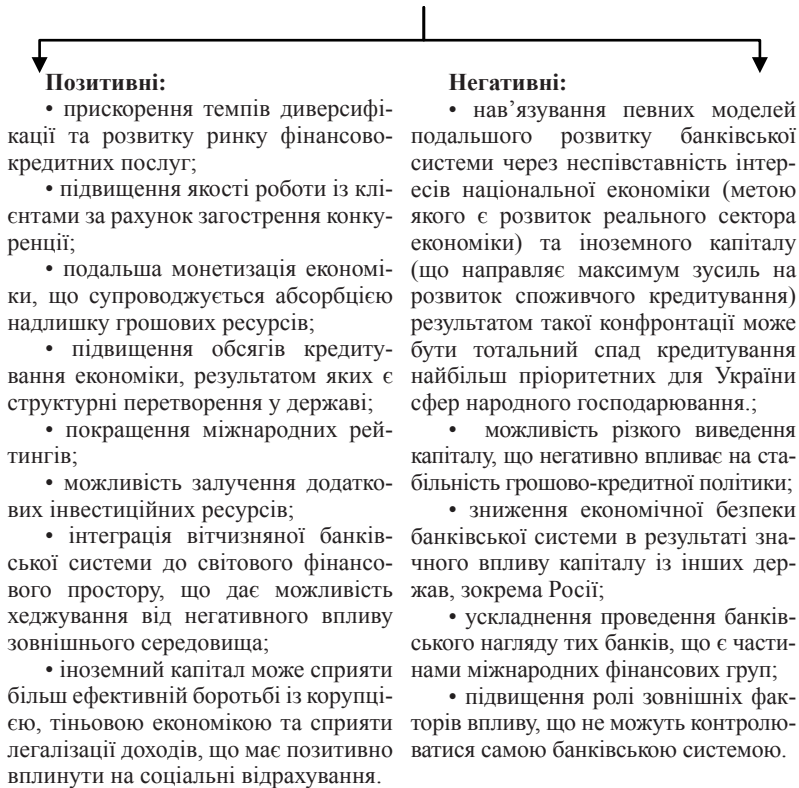 Позитивні:
• прискорення темпів диверсифі-
кації та розвитку ринку фінансово-
кредитних послуг;
• підвищення якості роботи із клі-
єнтами за рахунок загострення конку-
ренції;
• подальша монетизація економі-
ки, що супроводжується абсорбцією
надлишку грошових ресурсів;
• підвищення обсягів кредиту-
вання економіки, результатом яких є
структурні перетворення у державі;
• покращення міжнародних рей-
тингів;
• можливість залучення додатко-
вих інвестиційних ресурсів;
• інтеграція вітчизняної банків-
ської системи до світового фінансо-
вого простору, що дає можливість
хеджування від негативного впливу
зовнішнього середовища;
• іноземний капітал може сприяти
більш ефективній боротьбі із корупці-
єю, тіньовою економікою та сприяти
легалізації доходів, що має позитивно
вплинути на соціальні відрахування.
Негативні:
• нав’язування певних моделей
подальшого розвитку банківської
системи через неспівставність інтер-
есів національної економіки (метою
якого є розвиток реального сектора
економіки) та іноземного капіталу
(що направляє максимум зусиль на
розвиток споживчого кредитування)
результатом такої конфронтації може
бути тотальний спад кредитування
найбільш пріоритетних для України
сфер народного господарювання.;
• можливість різкого виведення
капіталу, що негативно впливає на ста-
більність грошово-кредитної політики;
• зниження економічної безпеки
банківської системи в результаті зна-
чного впливу капіталу із інших дер-
жав, зокрема Росії;
• ускладнення проведення банків-
ського нагляду тих банків, що є части-
нами міжнародних фінансових груп;
• підвищення ролі зовнішніх фак-
торів впливу, що не можуть контролю-
ватися самою банківською системою.